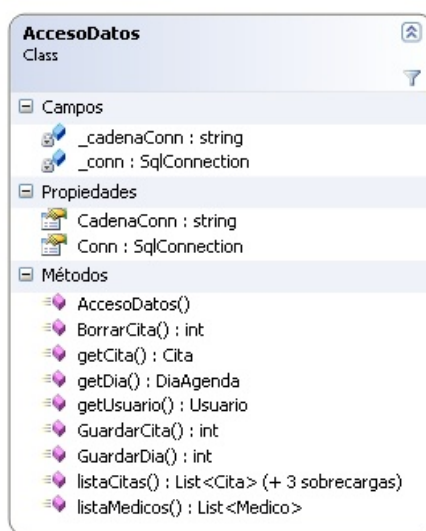 AccesoDatos
Class
Campos
_cadenaConn : string
_conn : SqlConnection
Propiedades
CadenaConn : string
Conn : SqlConnection
Métodos
AccesoDatos()
BorrarCita() : int
getCita() : Cita
getDia() : DiaAgenda
getUsuario() : Usuario
GuardarCita() : int
GuardarDia() : int
listaCitas() : List<Cita> (+ 3 sobrecargas)
listaMedicos() : List<Medico>